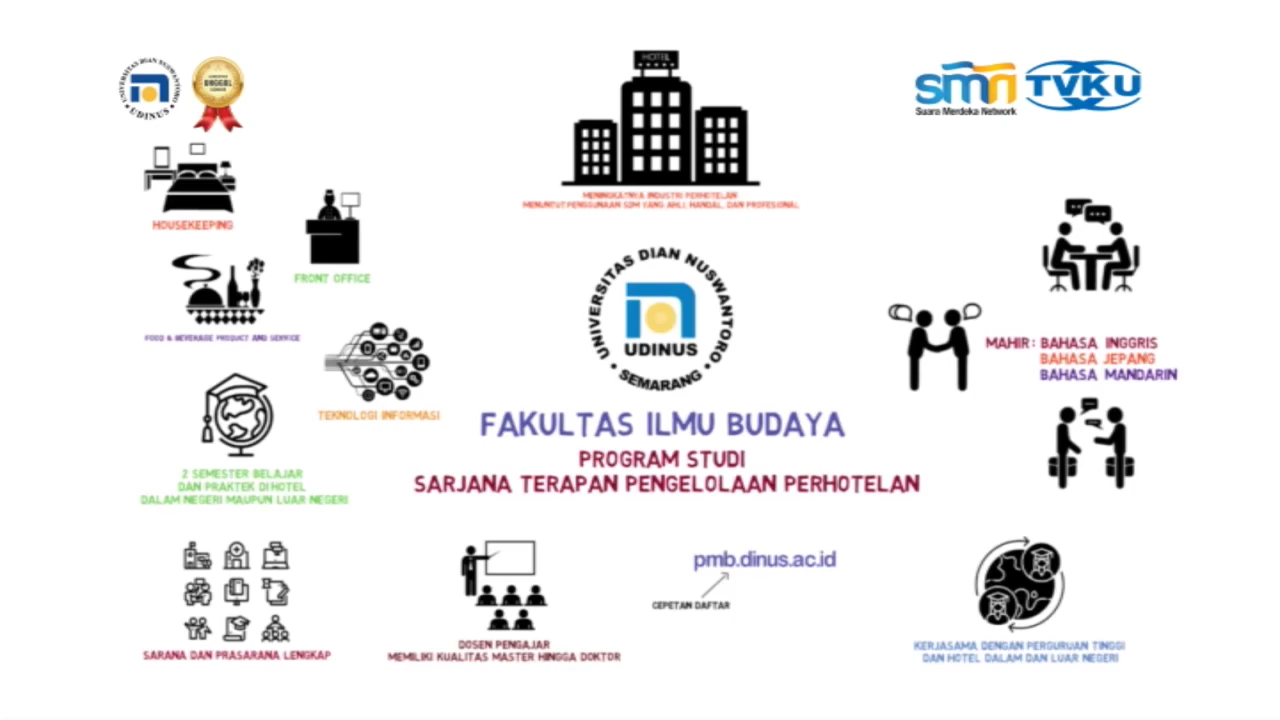 UNIVERSITAS DIAN NUSWANTORO
UDINUS
UNGGUL
HOTEL
smn
Suara Merdeka Network
TVKU
MENINGKATNYA INDUSTRI PERHOTELAN
MENUNTUT PENGGUNAAN SDM YANG AHLI, HANDAL, DAN PROFESIONAL
HOUSEKEEPING
FRONT OFFICE
FOOD & BEVERAGE PRODUCT AND SERVICE
TEKNOLOGI INFORMASI
2 SEMESTER BELAJAR
DAN PRAKTEK DI HOTEL
DALAM NEGERI MAUPUN LUAR NEGERI
UNIVERSITAS DIAN NUSWANTORO
UDINUS
SEMARANG
FAKULTAS ILMU BUDAYA
PROGRAM STUDI
SARJANA TERAPAN PENGELOLAAN PERHOTELAN
MAHIR: BAHASA INGGRIS
BAHASA JEPANG
BAHASA MANDARIN
SARANA DAN PRASARANA LENGKAP
DOSEN PENGAJAR
MEMILIKI KUALITAS MASTER HINGGA DOKTOR
pmb.dinus.ac.id
CEPETAN DAFTAR
KERJASAMA DENGAN PERGURUAN TINGGI
DAN HOTEL DALAM DAN LUAR NEGERI